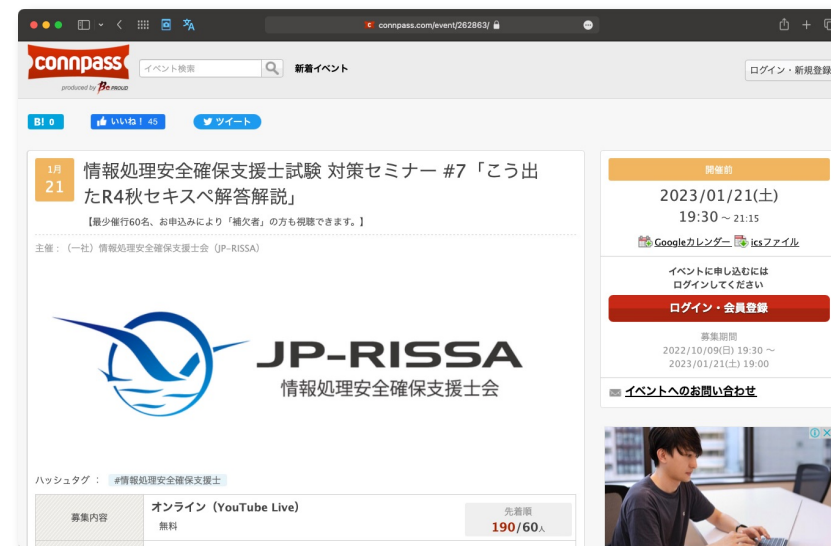 connpass.com/event/262863/
connpass
produced by BePROUD
イベント検索
新着イベント
ログイン・新規登録
B! 0
いいね！ 45
ツイート
1月
21
情報処理安全確保支援士試験 対策セミナー #7「こう出
たR4秋セキスペ解答解説」
【最少催行60名、お申込みにより「補欠者」の方も視聴できます。】
主催：（一社）情報処理安全確保支援士会（JP-RISSA）
JP-RISSA
情報処理安全確保支援士会
ハッシュタグ ： #情報処理安全確保支援士
募集内容
オンライン（YouTube Live）
無料
先着順
190/60人
開催前
2023/01/21(土)
19:30 ~ 21:15
Googleカレンダー icsファイル
イベントに申し込むには
ログインしてください
ログイン・会員登録
募集期間
2022/10/09(日) 19:30 〜
2023/01/21(土) 19:00
イベントへのお問い合わせ